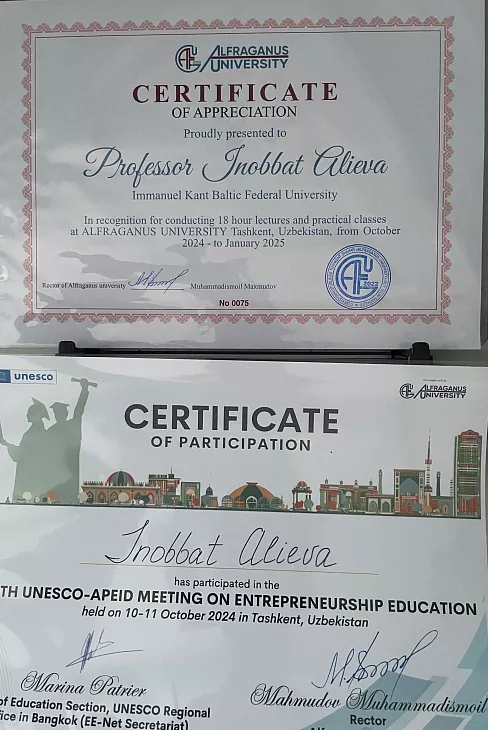 ALFRAGANUS
UNIVERSITY
CERTIFICATE
OF APPRECIATION
Proudly presented to
Professor Inobbat Alieva
Immanuel Kant Baltic Federal University
In recognition for conducting 18 hour lectures and practical classes
at ALFRAGANUS UNIVERSITY Tashkent, Uzbekistan, from October
2024 - to January 2025
Rector of Alfraganus university Muhammadismoil Maxmudov
2022
No 0075
unesco
ALFRAGANUS
UNIVERSITY
CERTIFICATE
OF PARTICIPATION
Inobbat Alieva
has participated in the
TH UNESCO-APEID MEETING ON ENTREPRENEURSHIP EDUCATION
held on 10-11 October 2024 in Tashkent, Uzbekistan
Marina Patrier
Mahmudov Muhammadismoil
of Education Section, UNESCO Regional
Rector
fice in Bangkok (EE-Net Secretariat)